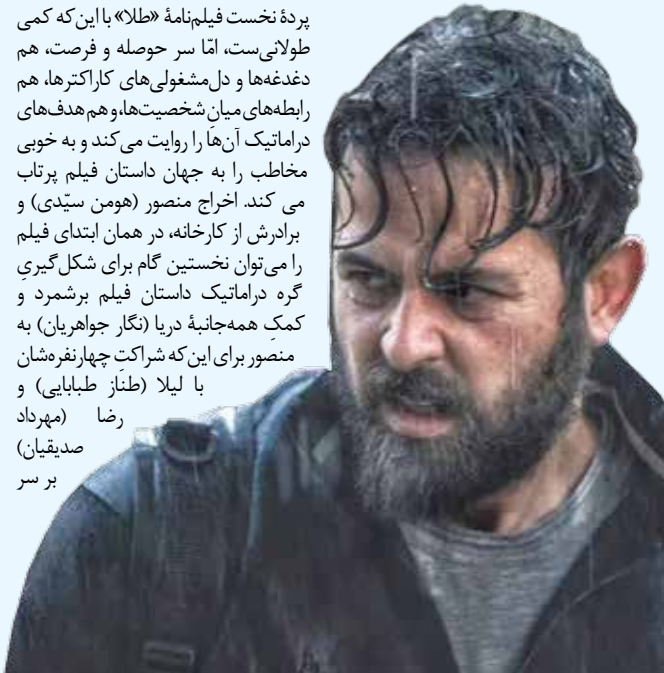 پردهٔ نخست فیلم‌نامهٔ «طلا» با این‌که کمی
طولانی‌ست، امّا سر حوصله و فرصت، هم
دغدغه‌ها و دل‌مشغولی‌های کاراکترها، هم
رابطه‌های میانِ شخصیت‌ها، و هم هدف‌های
دراماتیک آن‌ها را روایت می‌کند و به خوبی
مخاطب را به جهان داستان فیلم پرتاب
می کند. اخراج منصور (هومن سیّدی) و
برادرش از کارخانه، در همان ابتدای فیلم
را می‌توان نخستین گام برای شکل‌گیریِ
گره دراماتیک داستان فیلم برشمرد و
کمکِ همه‌جانبهٔ دریا (نگار جواهریان) به
منصور برای این‌که شراکتِ چهارنفره‌شان
با لیلا (طناز طبابایی) و
رضا (مهرداد
صدیقیان)
بر سر